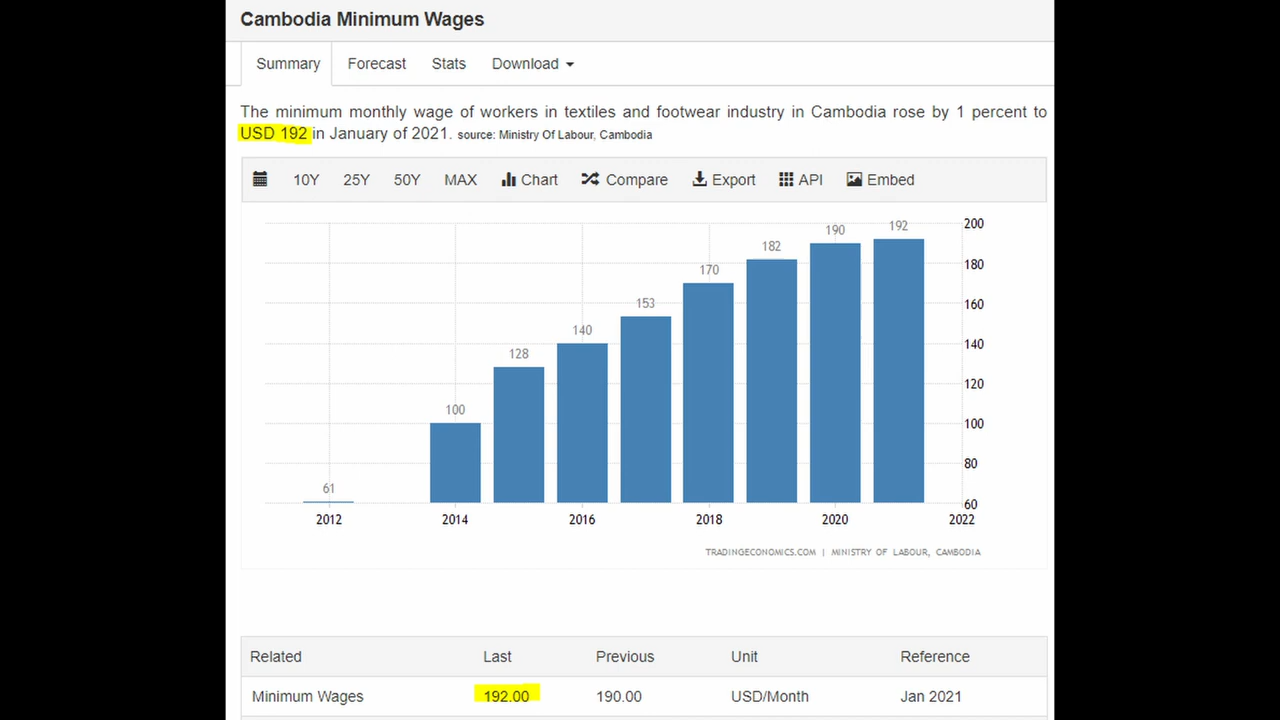 Cambodia Minimum Wages
Summary Forecast Stats Download
The minimum monthly wage of workers in textiles and footwear industry in Cambodia rose by 1 percent to
USD 192 in January of 2021. source: Ministry Of Labour, Cambodia
10Y 25Y 50Y MAX Chart Compare Export API Embed
200
192
190
182
180
170
160
153
140
140
128
120
100
100
80
61
60
2012 2014 2016 2018 2020 2022
TRADINGECONOMICS.COM | MINISTRY OF LABOUR, CAMBODIA
Related Last Previous Unit Reference
Minimum Wages 192.00 190.00 USD/Month Jan 2021